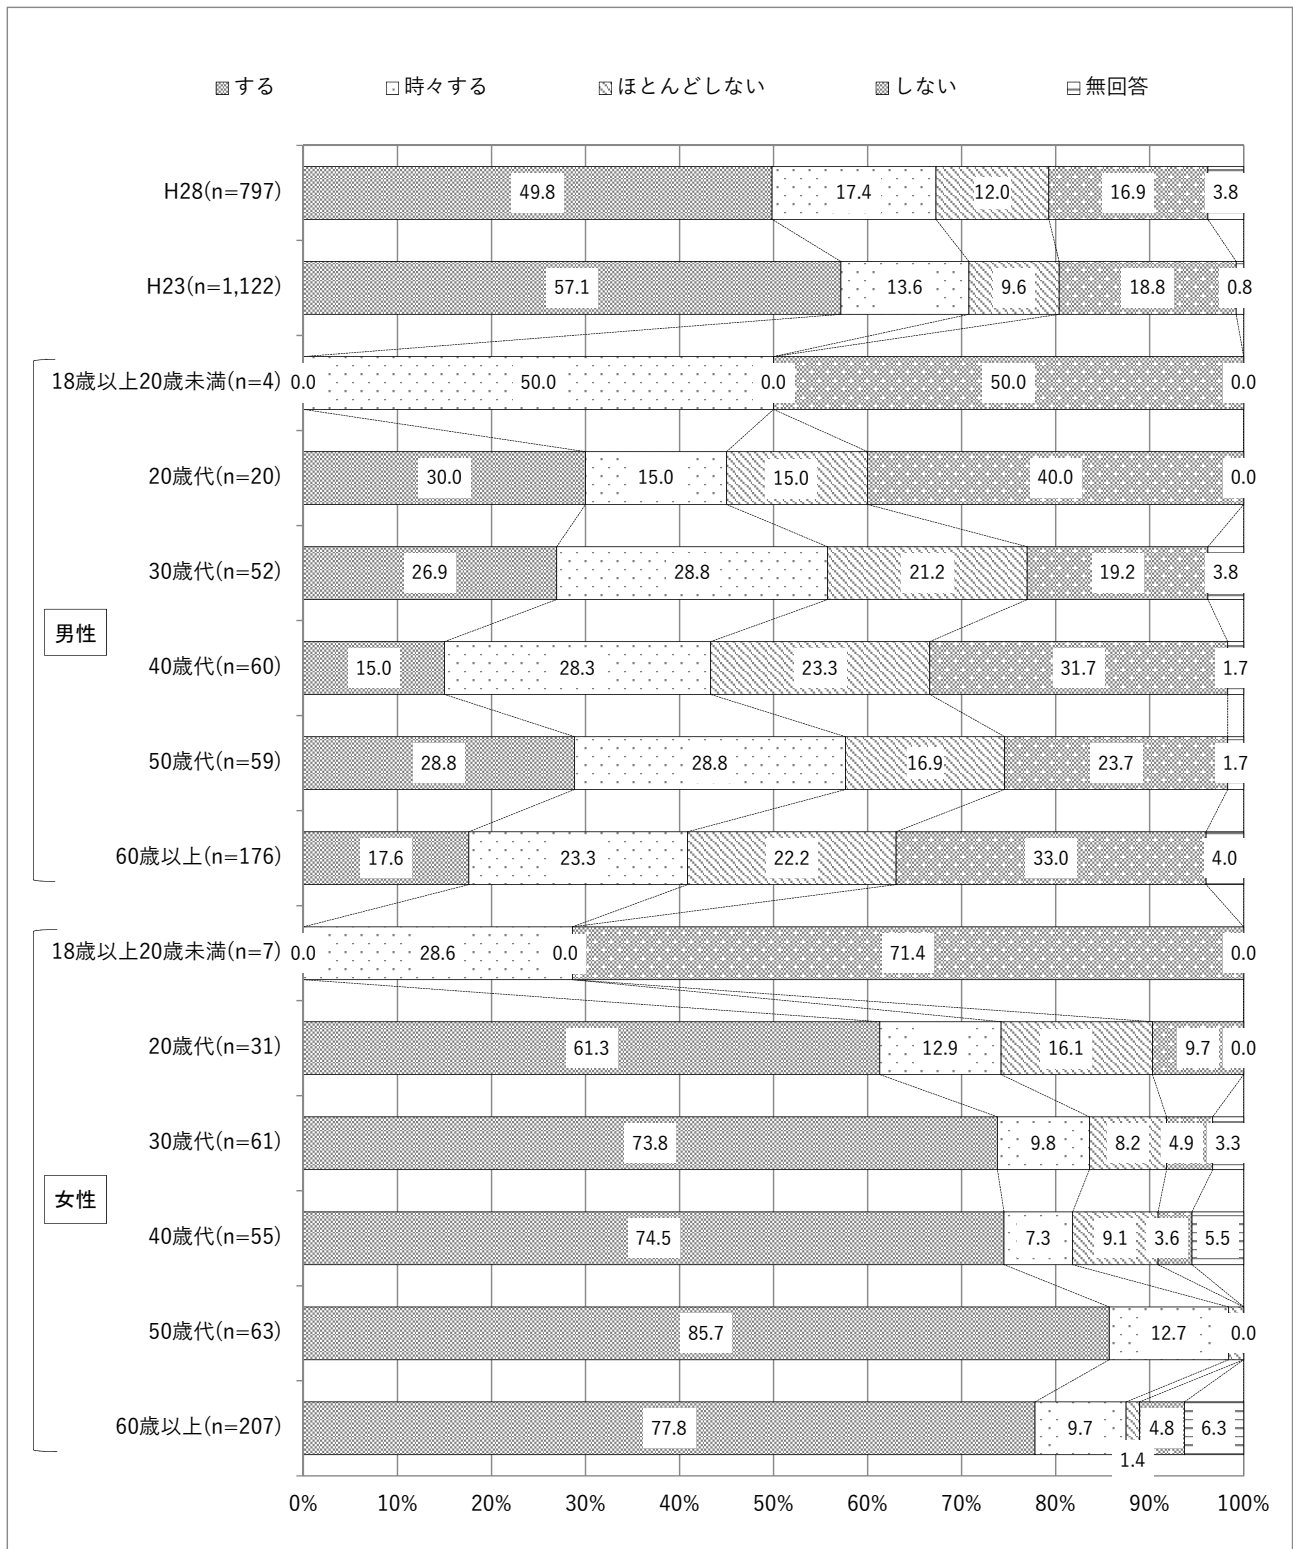 する 時々する ほとんどしない しない 無回答
H28(n=797) 49.8 17.4 12.0 16.9 3.8
H23(n=1,122) 57.1 13.6 9.6 18.8 0.8
18歳以上20歳未満(n=4) 0.0 50.0 0.0 50.0 0.0
20歳代(n=20) 30.0 15.0 15.0 40.0 0.0
30歳代(n=52) 26.9 28.8 21.2 19.2 3.8
男性
40歳代(n=60) 15.0 28.3 23.3 31.7 1.7
50歳代(n=59) 28.8 28.8 16.9 23.7 1.7
60歳以上(n=176) 17.6 23.3 22.2 33.0 4.0
18歳以上20歳未満(n=7) 0.0 28.6 0.0 71.4 0.0
20歳代(n=31) 61.3 12.9 16.1 9.7 0.0
30歳代(n=61) 73.8 9.8 8.2 4.9 3.3
女性
40歳代(n=55) 74.5 7.3 9.1 3.6 5.5
50歳代(n=63) 85.7 12.7 0.0
60歳以上(n=207) 77.8 9.7 1.4 4.8 6.3
0% 10% 20% 30% 40% 50% 60% 70% 80% 90% 100%